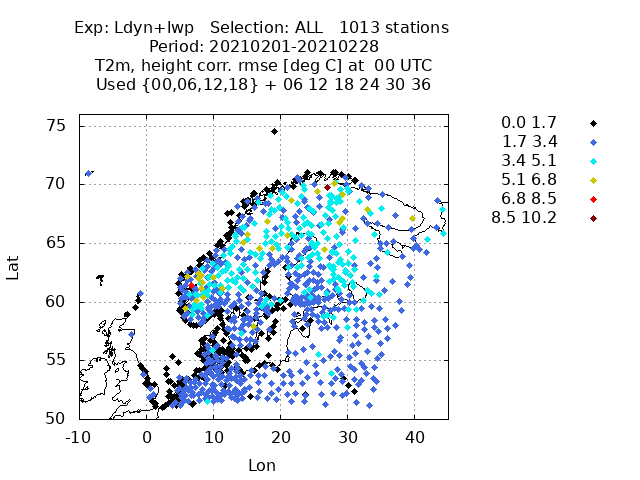 Exp: Ldyn+lwp   Selection: ALL   1013 stations
Period: 20210201-20210228
T2m, height corr. rmse [deg C] at  00 UTC
Used {00,06,12,18} + 06 12 18 24 30 36
0.0 1.7
1.7 3.4
3.4 5.1
5.1 6.8
6.8 8.5
8.5 10.2
75
70
65
60
55
50
Lat
-10 0 10 20 30 40
Lon